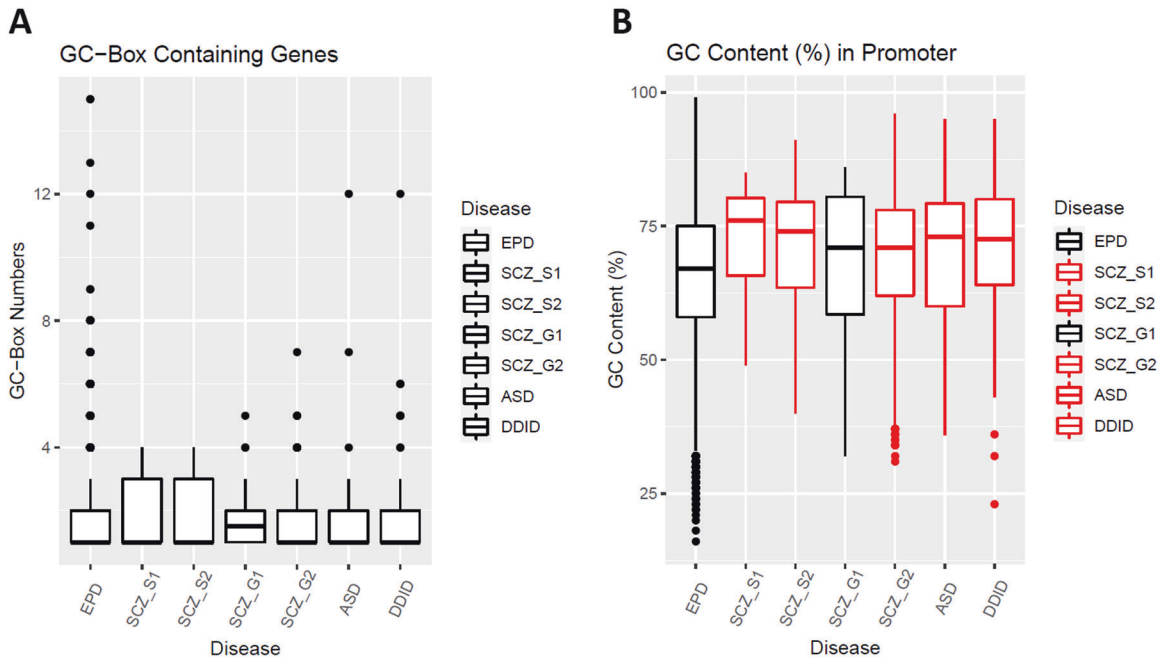 A
GC-Box Containing Genes
GC-Box Numbers
12
8
4
EPD
SCZ_S1
SCZ_S2
SCZ_G1
SCZ_G2
ASD
DDID
Disease
Disease
EPD
SCZ_S1
SCZ_S2
SCZ_G1
SCZ_G2
ASD
DDID
B
GC Content (%) in Promoter
GC Content (%)
100
75
50
25
EPD
SCZ_S1
SCZ_S2
SCZ_G1
SCZ_G2
ASD
DDID
Disease
Disease
EPD
SCZ_S1
SCZ_S2
SCZ_G1
SCZ_G2
ASD
DDID